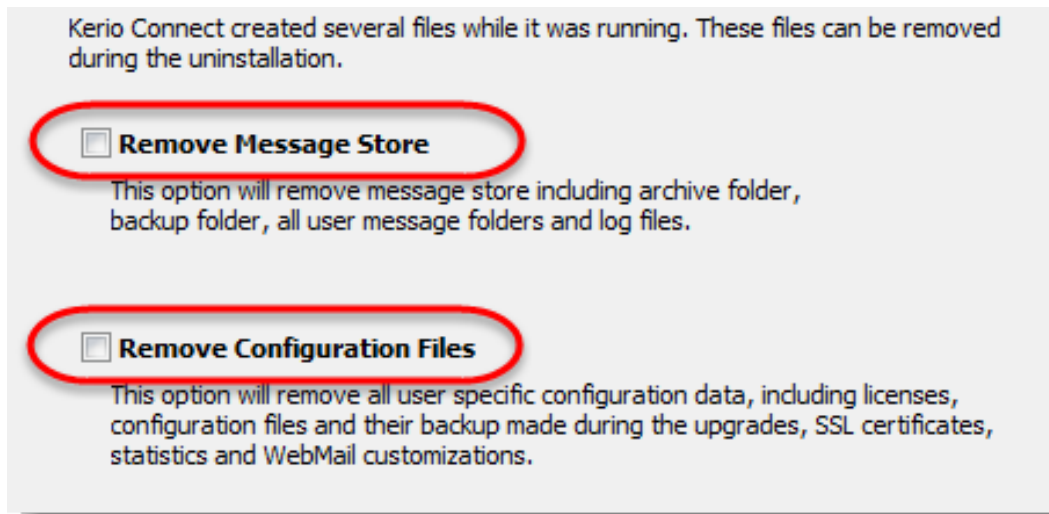 Kerio Connect created several files while it was running. These files can be removed
during the uninstallation.
Remove Message Store
This option will remove message store including archive folder,
backup folder, all user message folders and log files.
Remove Configuration Files
This option will remove all user specific configuration data, including licenses,
configuration files and their backup made during the upgrades, SSL certificates,
statistics and WebMail customizations.